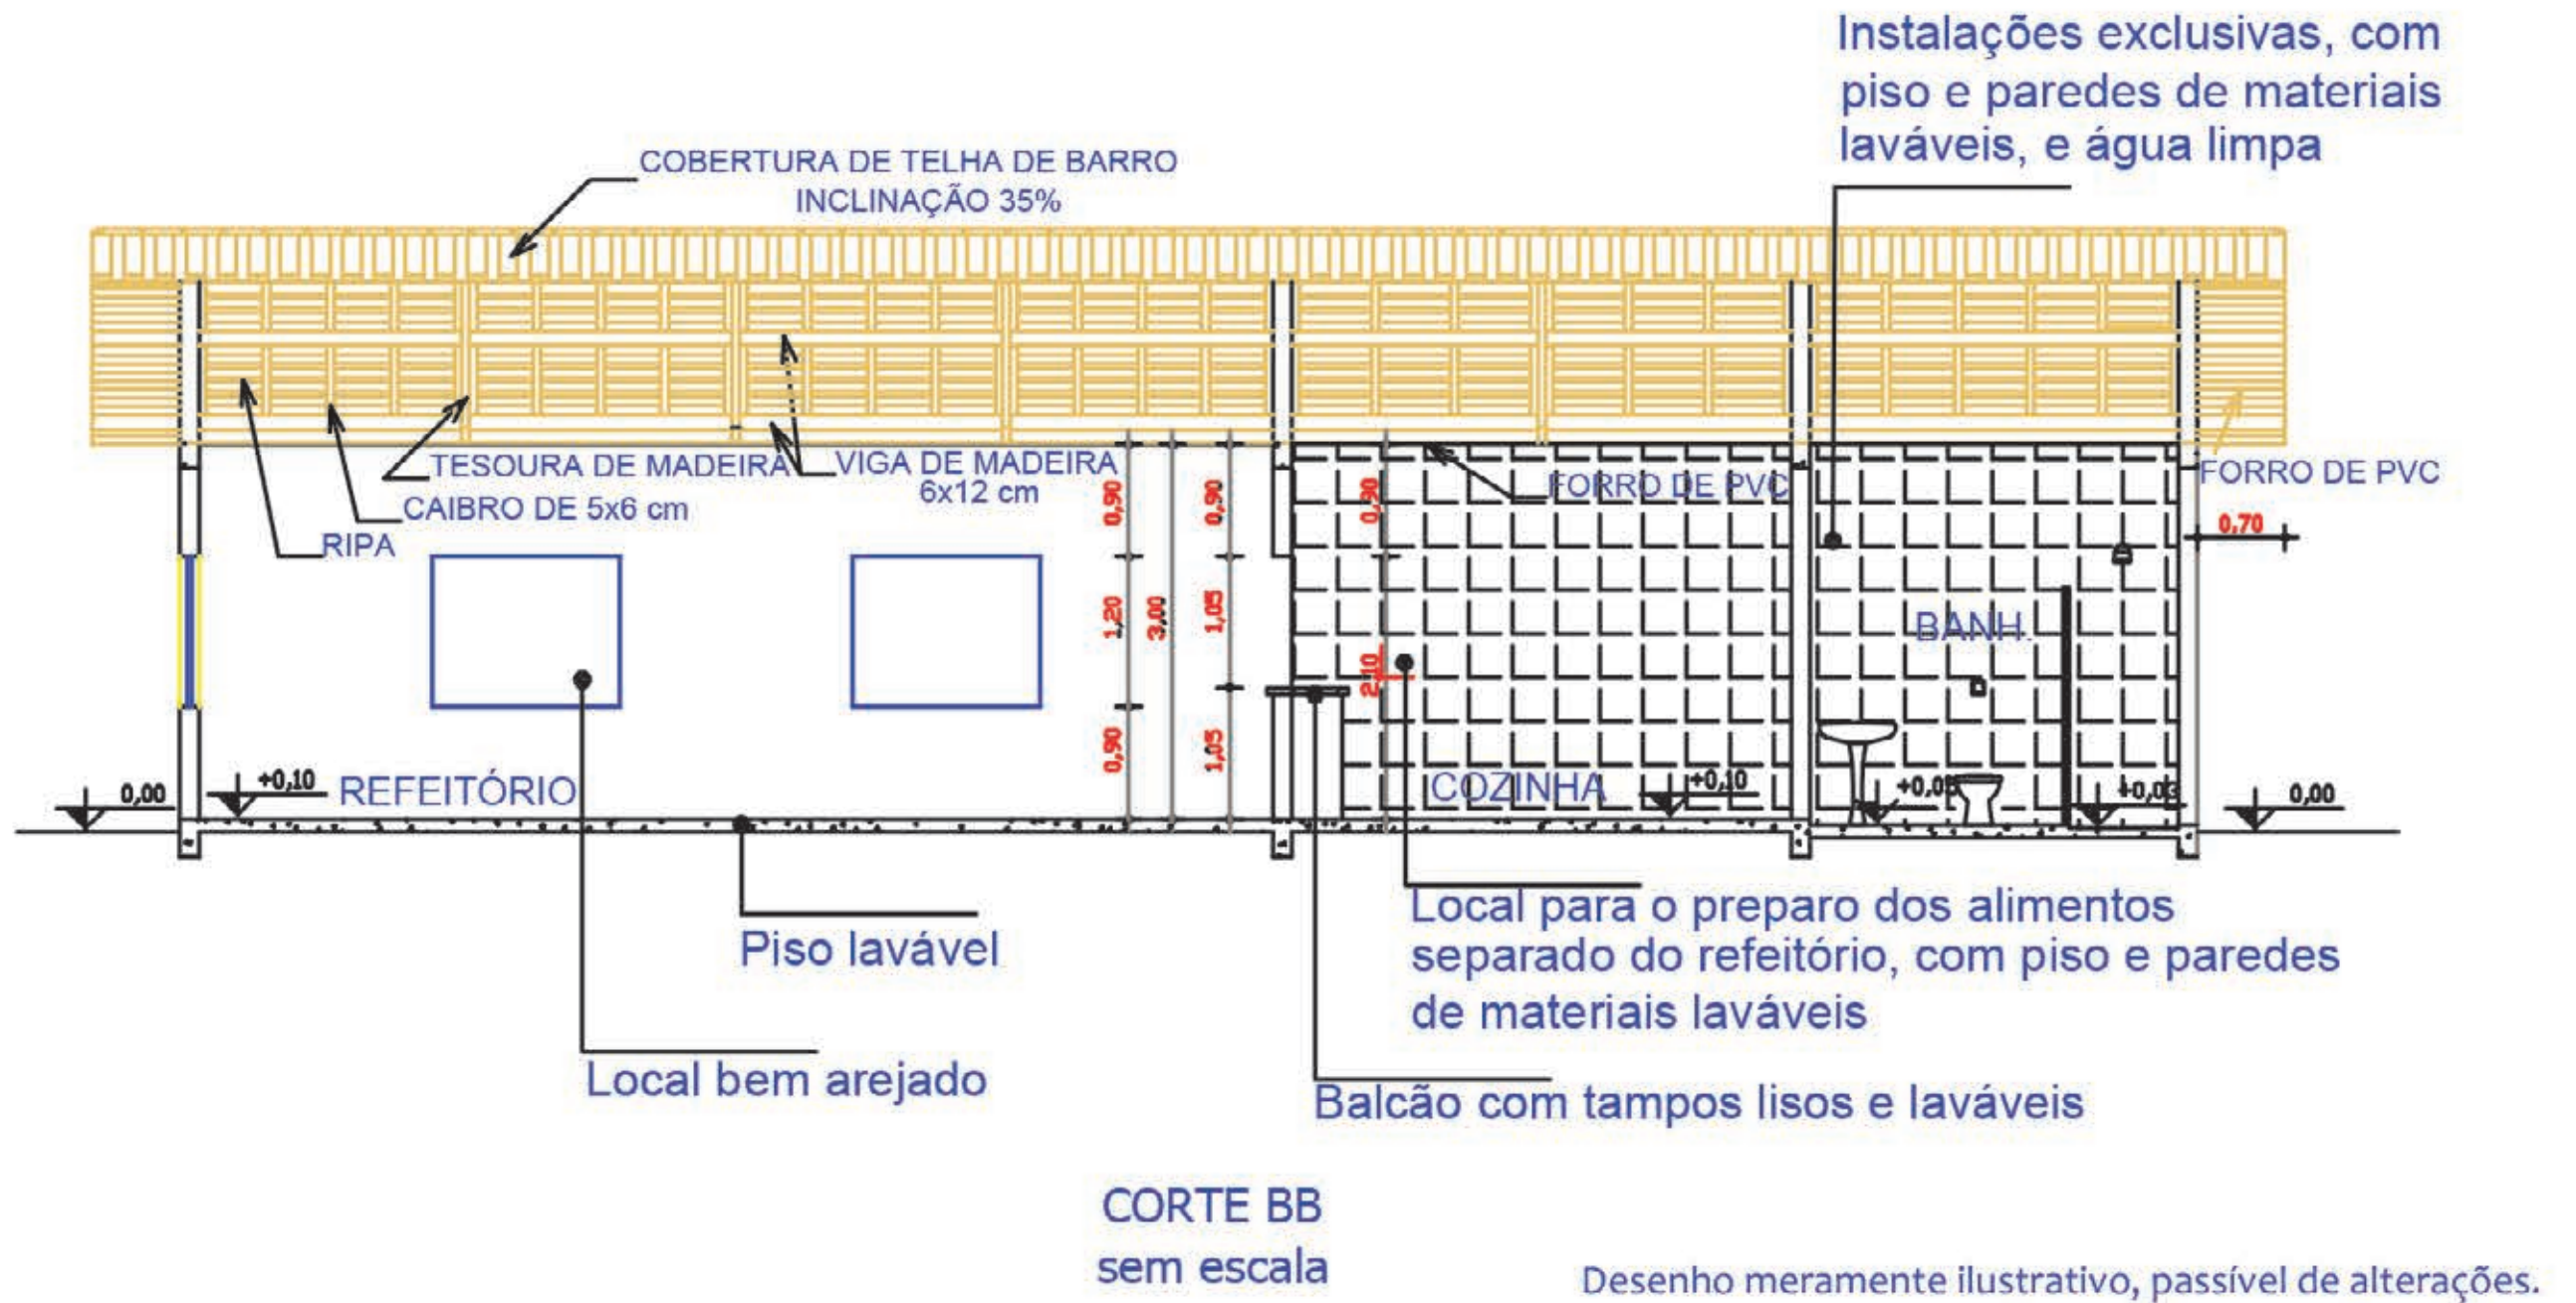 Instalações exclusivas, com
piso e paredes de materiais
laváveis, e água limpa
COBERTURA DE TELHA DE BARRO
INCLINAÇÃO 35%
TESOURA DE MADEIRA
VIGA DE MADEIRA
6x12 cm
CAIBRO DE 5x6 cm
RIPA
FORRO DE PVC
FORRO DE PVC
0,70
0,90
0,90
0,90
1,20
3,00
1,05
2,10
0,90
1,05
BANH.
0,00
+0,10
REFEITÓRIO
COZINHA
+0,10
+0,03
0,00
Piso lavável
Local para o preparo dos alimentos
separado do refeitório, com piso e paredes
de materiais laváveis
Local bem arejado
Balcão com tampos lisos e laváveis
CORTE BB
sem escala
Desenho meramente ilustrativo, passível de alterações.